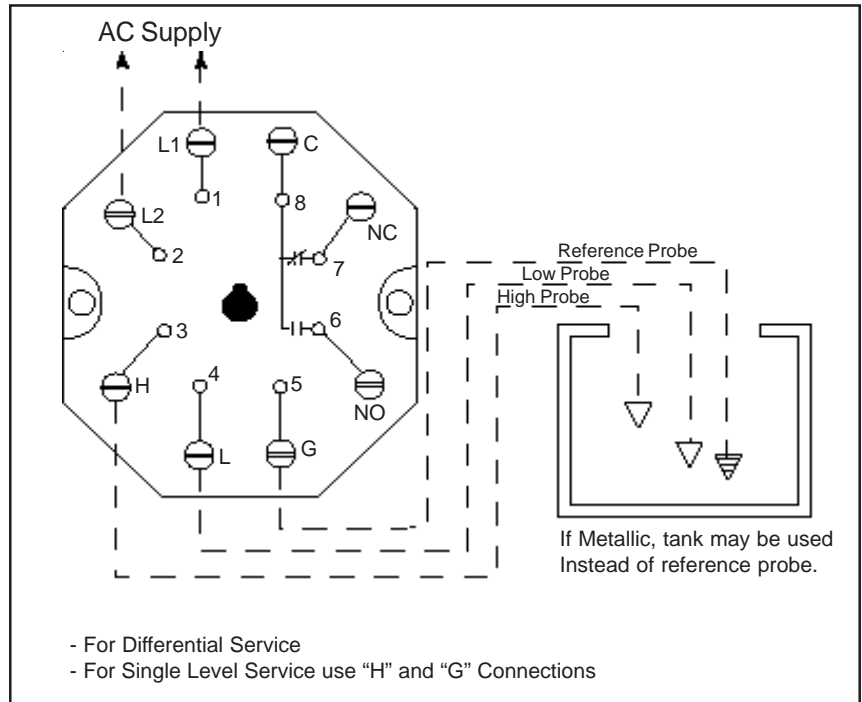 AC Supply
L1
C
1
8
L2
NC
2
7
Reference Probe
Low Probe
High Probe
3
6
H
4
5
NO
L
G
If Metallic, tank may be used
Instead of reference probe.
- For Differential Service
- For Single Level Service use “H” and “G” Connections